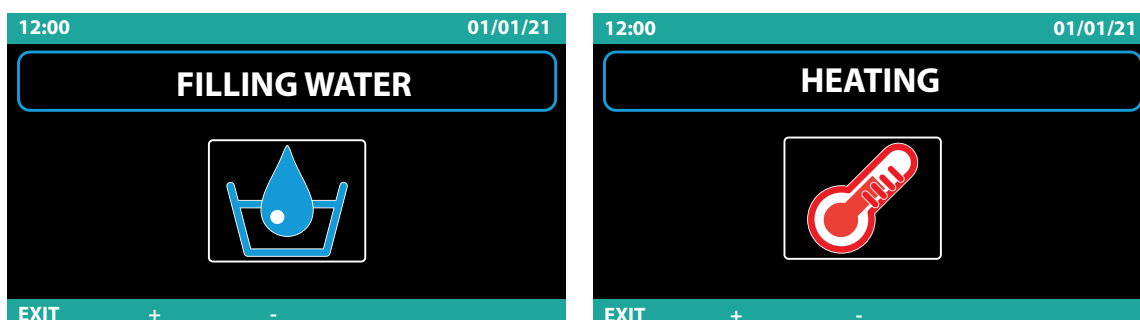 12:00 01/01/21
FILLING WATER
EXIT + -
12:00 01/01/21
HEATING
EXIT + -